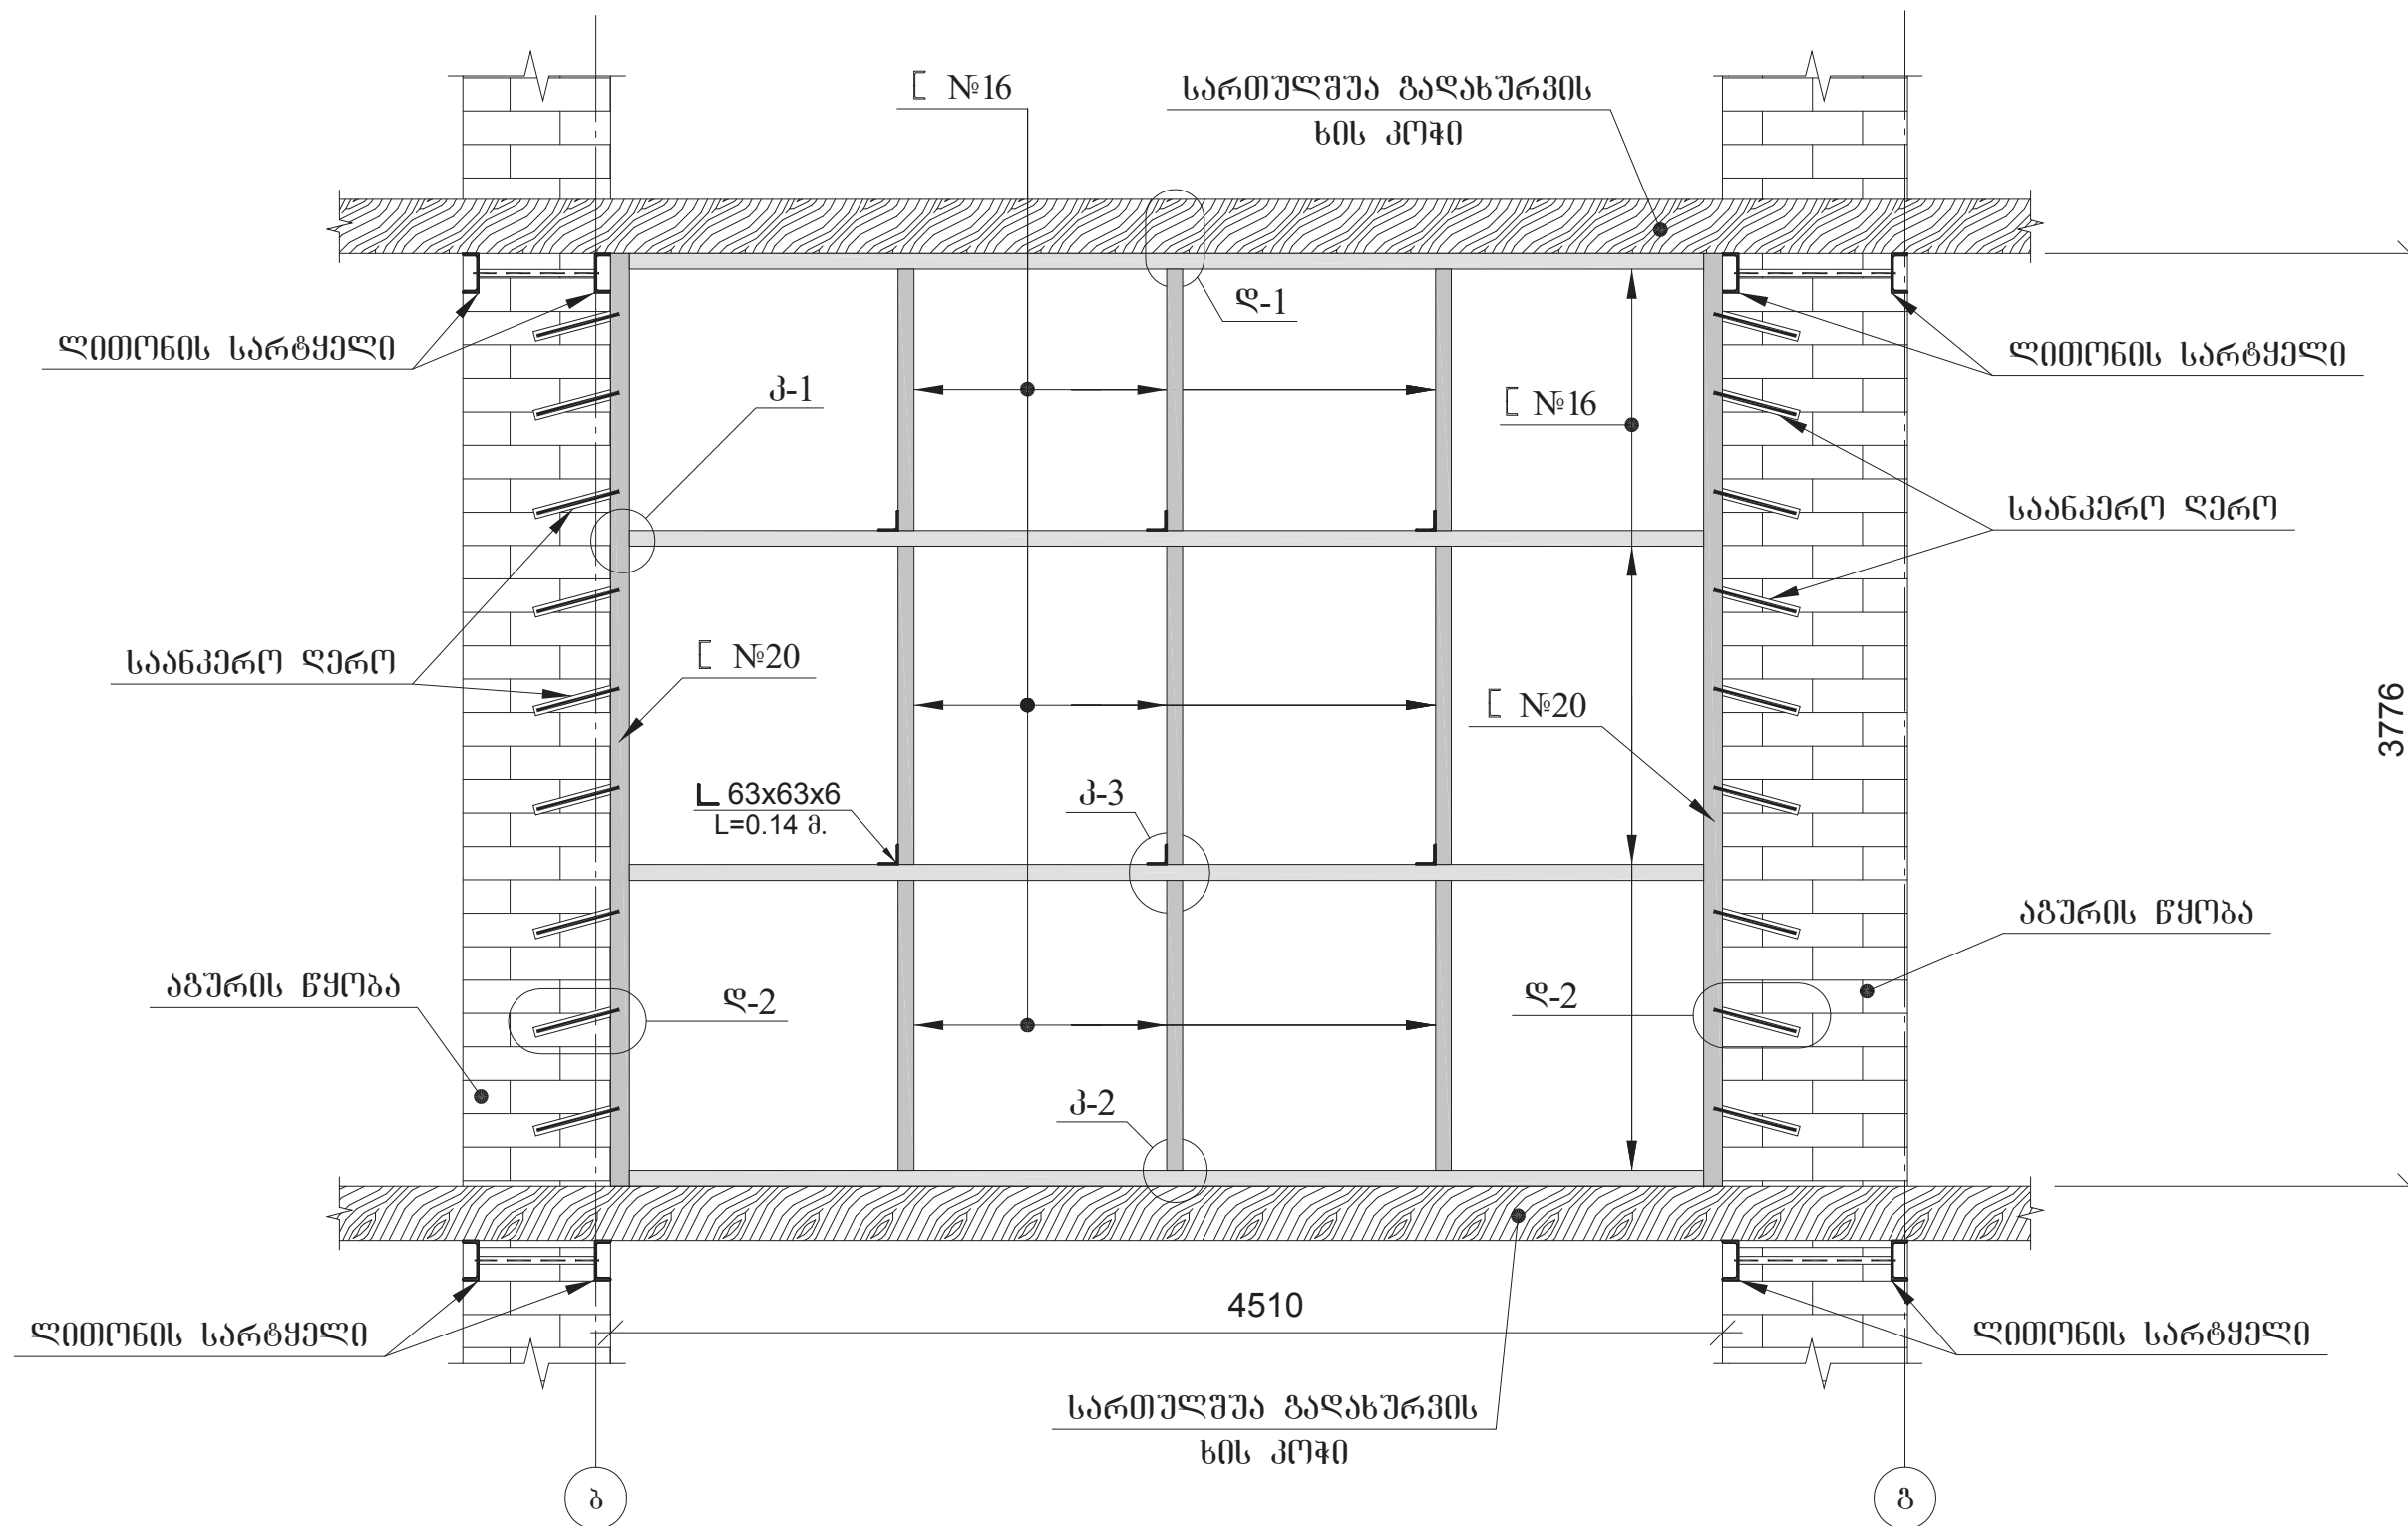 [ №16
სართულშუა გადახურვის
ხის კოჭი
დ-1
ლითონის სარტყელი
ლითონის სარტყელი
კ-1
[ №16
საანკერო ღერო
საანკერო ღერო
[ №20
[ №20
3776
L 63x63x6
L=0.14 მ.
კ-3
აგურის წყობა
აგურის წყობა
დ-2
დ-2
კ-2
4510
ლითონის სარტყელი
ლითონის სარტყელი
სართულშუა გადახურვის
ხის კოჭი
ბ
გ